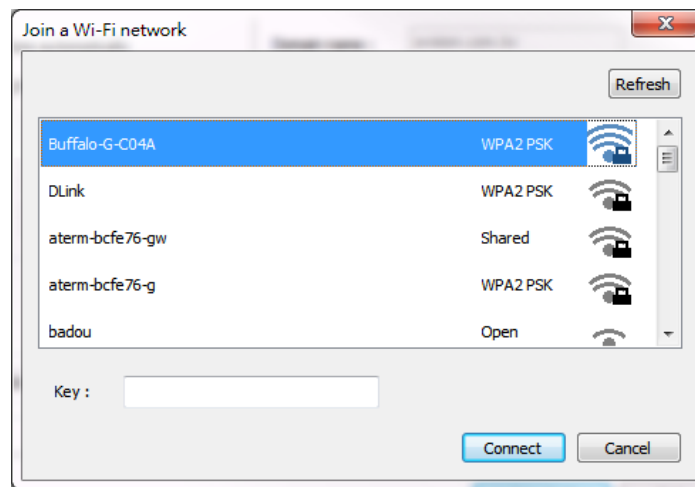 Join a Wi-Fi network
Refresh
Buffalo-G-C04A WPA2 PSK
DLink WPA2 PSK
aterm-bcfe76-gw Shared
aterm-bcfe76-g WPA2 PSK
badou Open
Key :
Connect Cancel